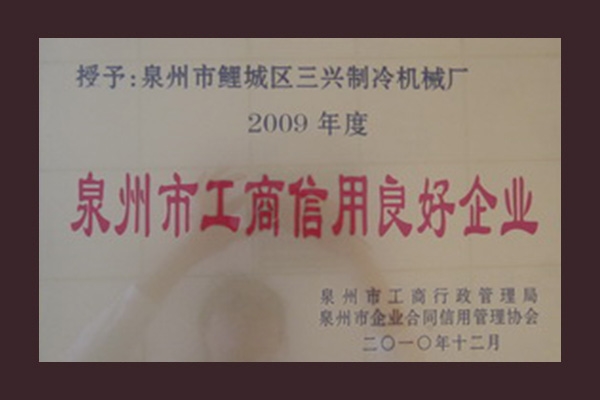 授予:泉州市鲤城区三兴制冷机械厂
2009 年度
泉州市工商信用良好企业
泉州市工商行政管理局
泉州市企业合同信用管理协会
二〇一〇年十二月